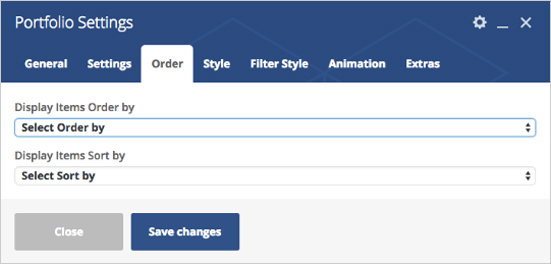 Portfolio Settings
General Settings Order Style Filter Style Animation Extras
Display Items Order by
Select Order by
Display Items Sort by
Select Sort by
Close Save changes